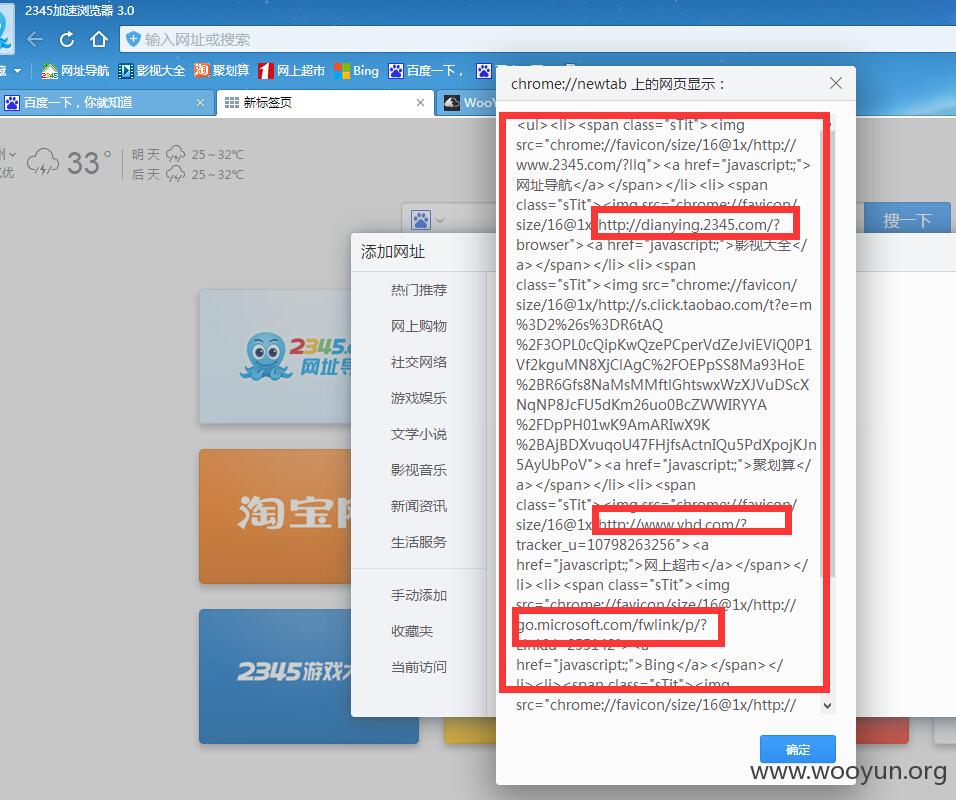 2345加速浏览器 3.0
输入网址或搜索
藏
网址导航
影视大全
聚划算
网上超市
Bing
百度一下，
百度一下，你就知道
新标签页
WooY
州
33°
明 天
25～32℃
气优
后 天
25～32℃
搜一下
添加网址
热门推荐
网上购物
社交网络
游戏娱乐
文学小说
影视音乐
新闻资讯
生活服务
手动添加
收藏夹
当前访问
2345.c
网址导
淘宝网
2345游戏大
chrome://newtab 上的网页显示：
<ul><li><span class="sTit"><img
src="chrome://favicon/size/16@1x/http://
www.2345.com/?llq"><a href="javascript:;">
网址导航</a></span></li><li><span
class="sTit"><img src="chrome://favicon/
size/16@1x/http://dianying.2345.com/?
browser"><a href="javascript:;">影视大全</
a></span></li><li><span
class="sTit"><img src="chrome://favicon/
size/16@1x/http://s.click.taobao.com/t?e=m
%3D2%26s%3DR6tAQ
%2F3OPL0cQipKwQzePCperVdZeJviEViQ0P1
Vf2kguMN8XjClAgC%2FOEPpSS8Ma93HoE
%2BR6Gfs8NaMsMMftlGhtswxWzXJVuDScX
NqNP8JcFU5dKm26uo0BcZWWIRYYA
%2FDpPH01wK9AmARIwX9K
%2BAjBDXvuqoU47FHjfsActnIQu5PdXpojKJn
5AyUbPoV"><a href="javascript:;">聚划算</
a></span></li><li><span
class="sTit"><img src="chrome://favicon/
size/16@1x/http://www.yhd.com/?
tracker_u=10798263256"><a
href="javascript:;">网上超市</a></span></
li><li><span class="sTit"><img
src="chrome://favicon/size/16@1x/http://
go.microsoft.com/fwlink/p/?
LinkId=255142"><a
href="javascript:;">Bing</a></span></
li><li><span class="sTit"><img
src="chrome://favicon/size/16@1x/http://
确定
www.wooyun.org